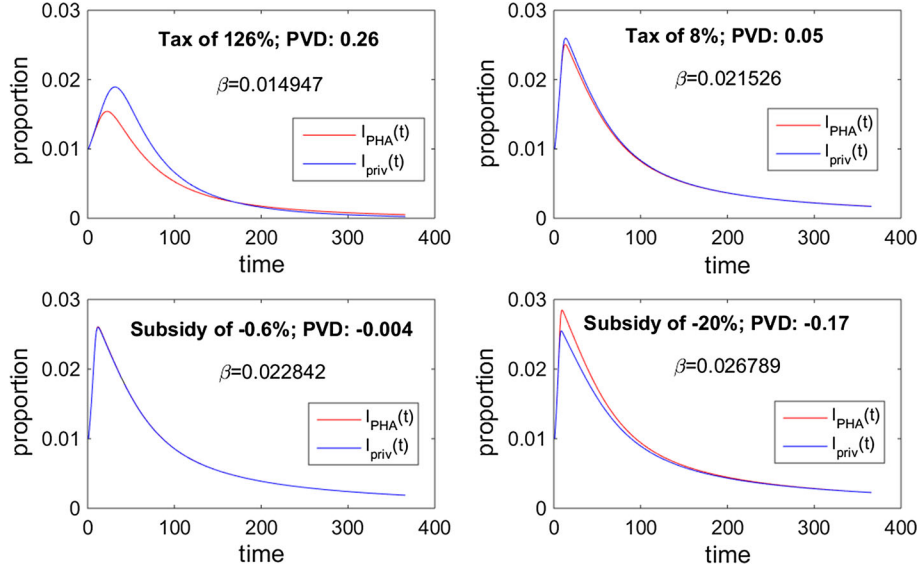 Tax of 126%; PVD: 0.26
β=0.014947
I_PHA(t)
I_priv(t)
proportion
0.03
0.02
0.01
0
0 100 200 300 400
time
Tax of 8%; PVD: 0.05
β=0.021526
I_PHA(t)
I_priv(t)
proportion
0.03
0.02
0.01
0
0 100 200 300 400
time
Subsidy of -0.6%; PVD: -0.004
β=0.022842
I_PHA(t)
I_priv(t)
proportion
0.03
0.02
0.01
0
0 100 200 300 400
time
Subsidy of -20%; PVD: -0.17
β=0.026789
I_PHA(t)
I_priv(t)
proportion
0.03
0.02
0.01
0
0 100 200 300 400
time